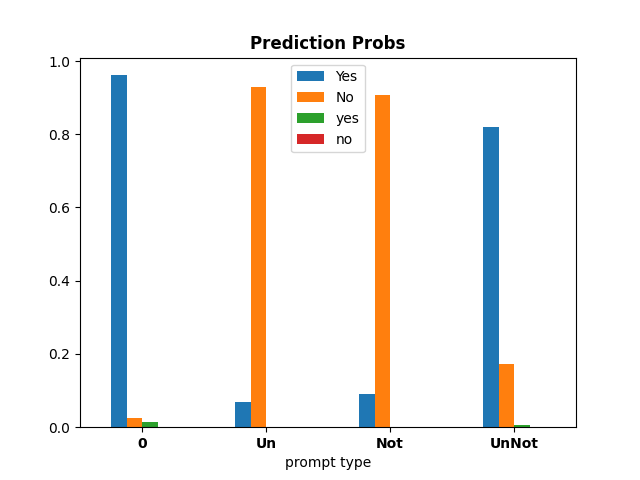 Prediction Probs
1.0
0.8
0.6
0.4
0.2
0.0
Yes
No
yes
no
0 Un Not UnNot
prompt type